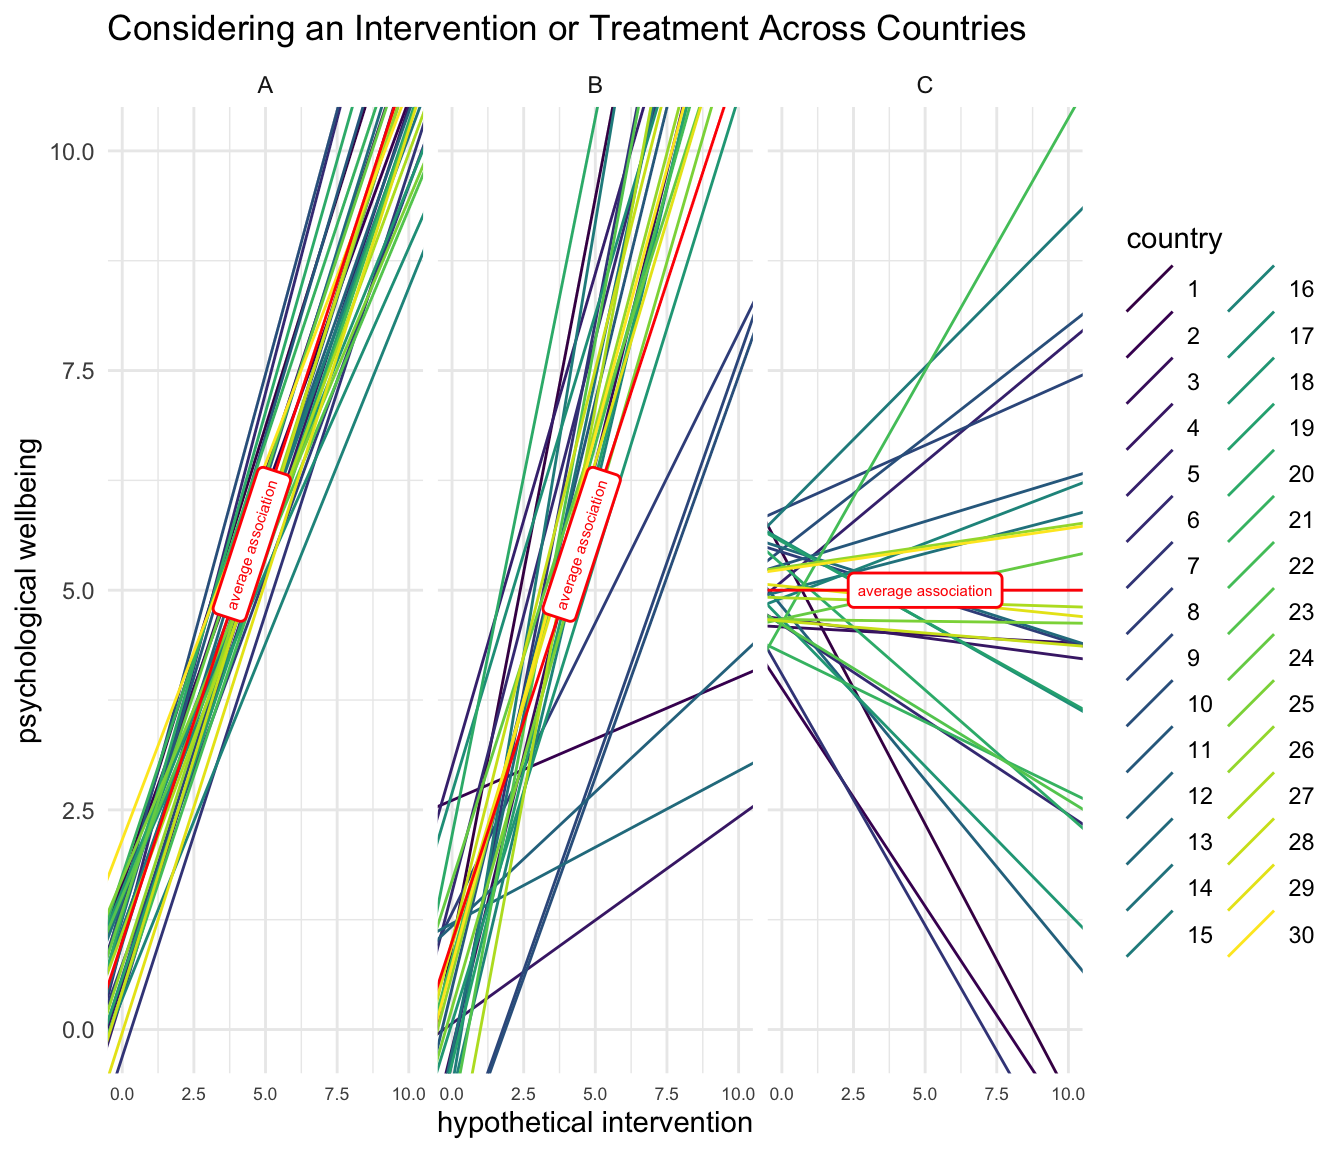 Considering an Intervention or Treatment Across Countries
A
B
C
10.0
7.5
5.0
2.5
0.0
psychological wellbeing
average association
average association
average association
0.0 2.5 5.0 7.5 10.0
0.0 2.5 5.0 7.5 10.0
0.0 2.5 5.0 7.5 10.0
hypothetical intervention
country
1
2
3
4
5
6
7
8
9
10
11
12
13
14
15
16
17
18
19
20
21
22
23
24
25
26
27
28
29
30